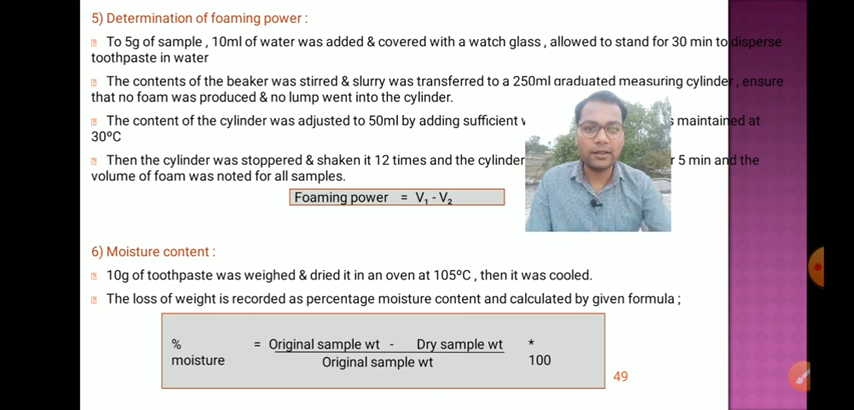 5) Determination of foaming power :
To 5g of sample , 10ml of water was added & covered with a watch glass , allowed to stand for 30 min to disperse
toothpaste in water
The contents of the beaker was stirred & slurry was transferred to a 250ml graduated measuring cylinder , ensure
that no foam was produced & no lump went into the cylinder.
The content of the cylinder was adjusted to 50ml by adding sufficient maintained at
30ºC
Then the cylinder was stoppered & shaken it 12 times and the cylinder 5 min and the
volume of foam was noted for all samples.
Foaming power = V₁ - V₂
6) Moisture content :
10g of toothpaste was weighed & dried it in an oven at 105ºC , then it was cooled.
The loss of weight is recorded as percentage moisture content and calculated by given formula ;
% = Original sample wt - Dry sample wt *
moisture Original sample wt 100
49